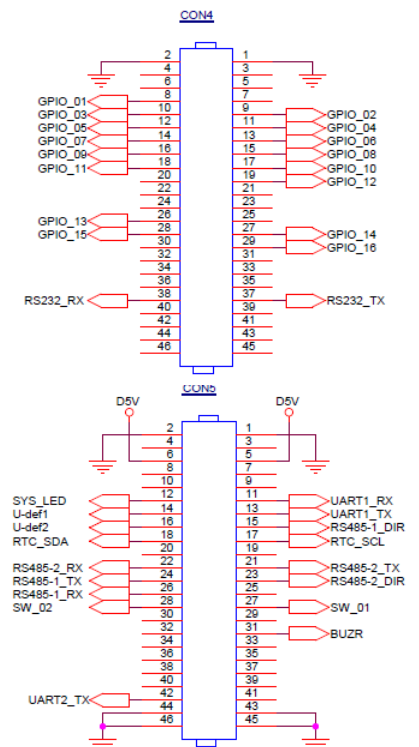 CON4
2 1
4 3
6 5
GPIO_01 8 7
GPIO_03 10 9 GPIO_02
GPIO_05 12 11 GPIO_04
GPIO_07 14 13 GPIO_06
GPIO_09 16 15 GPIO_08
GPIO_11 18 17 GPIO_10
20 19 GPIO_12
22 21
24 23
GPIO_13 26 25
GPIO_15 28 27 GPIO_14
30 29 GPIO_16
32 31
34 33
36 35
RS232_RX 38 37 RS232_TX
40 39
42 41
44 43
46 45
CON5
D5V D5V
2 1
4 3
6 5
8 7
10 9
SYS_LED 12 11 UART1_RX
U-def1 14 13 UART1_TX
U-def2 16 15 RS485-1_DIR
RTC_SDA 18 17 RTC_SCL
20 19
RS485-2_RX 22 21 RS485-2_TX
RS485-1_TX 24 23 RS485-2_DIR
RS485-1_RX 26 25
SW_02 28 27 SW_01
30 29
32 31 BUZR
34 33
36 35
38 37
40 39
UART2_TX 42 41
44 43
46 45